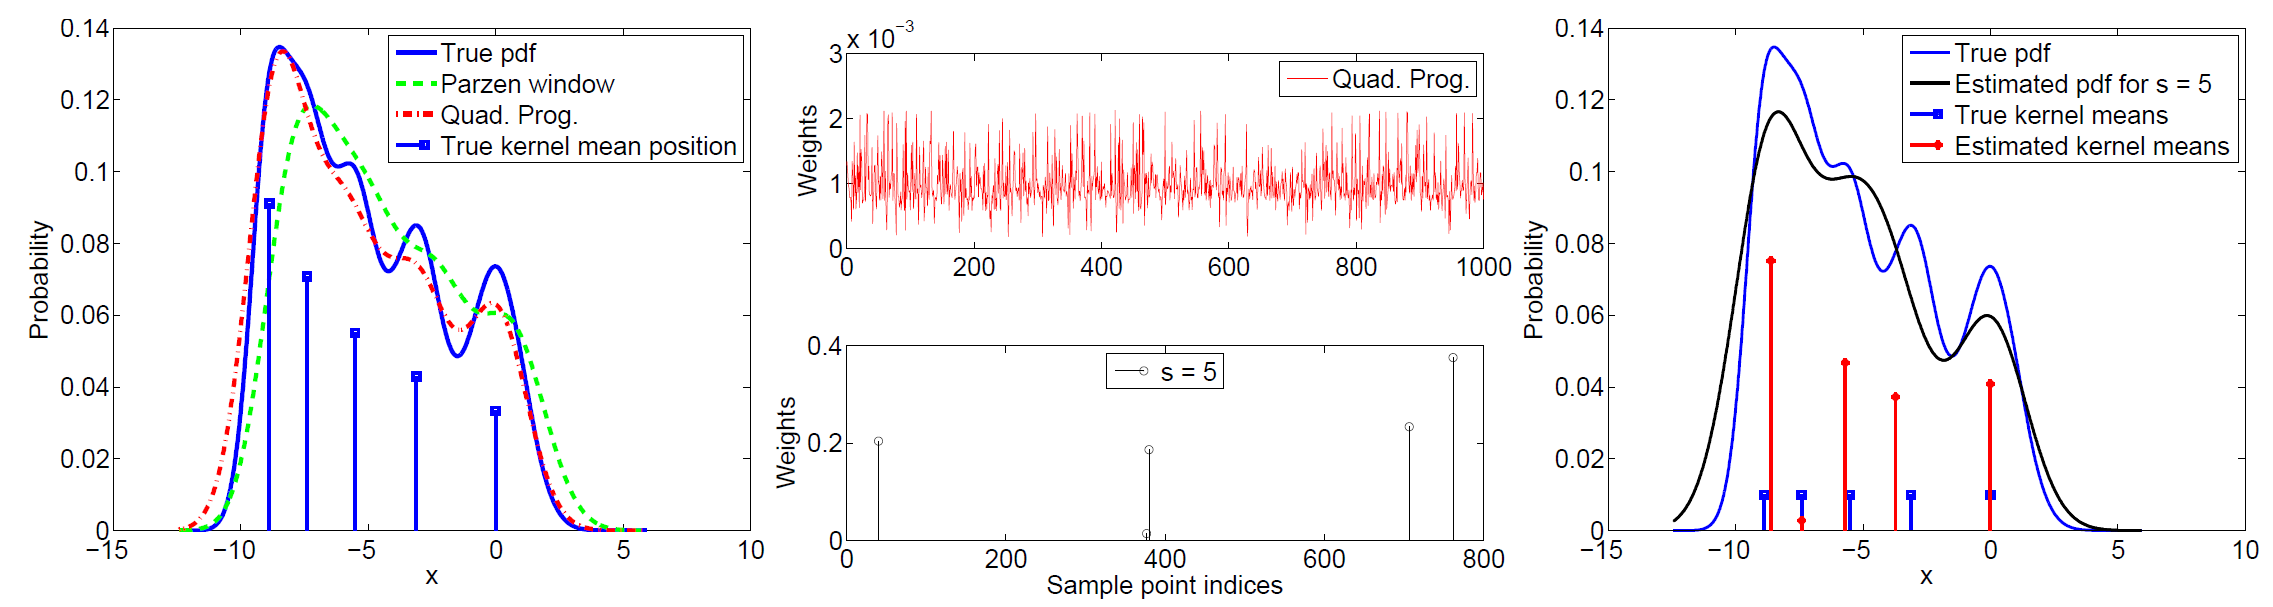 0.14
0.12
0.1
0.08
0.06
0.04
0.02
0
−15
−10
−5
0
5
10
Probability
x
True pdf
Parzen window
Quad. Prog.
True kernel mean position
x 10−3
3
2
1
0
Weights
0
200
400
600
800
1000
Quad. Prog.
0.4
0.2
0
Weights
0
200
400
600
800
Sample point indices
s = 5
0.14
0.12
0.1
0.08
0.06
0.04
0.02
0
−15
−10
−5
0
5
10
Probability
x
True pdf
Estimated pdf for s = 5
True kernel means
Estimated kernel means